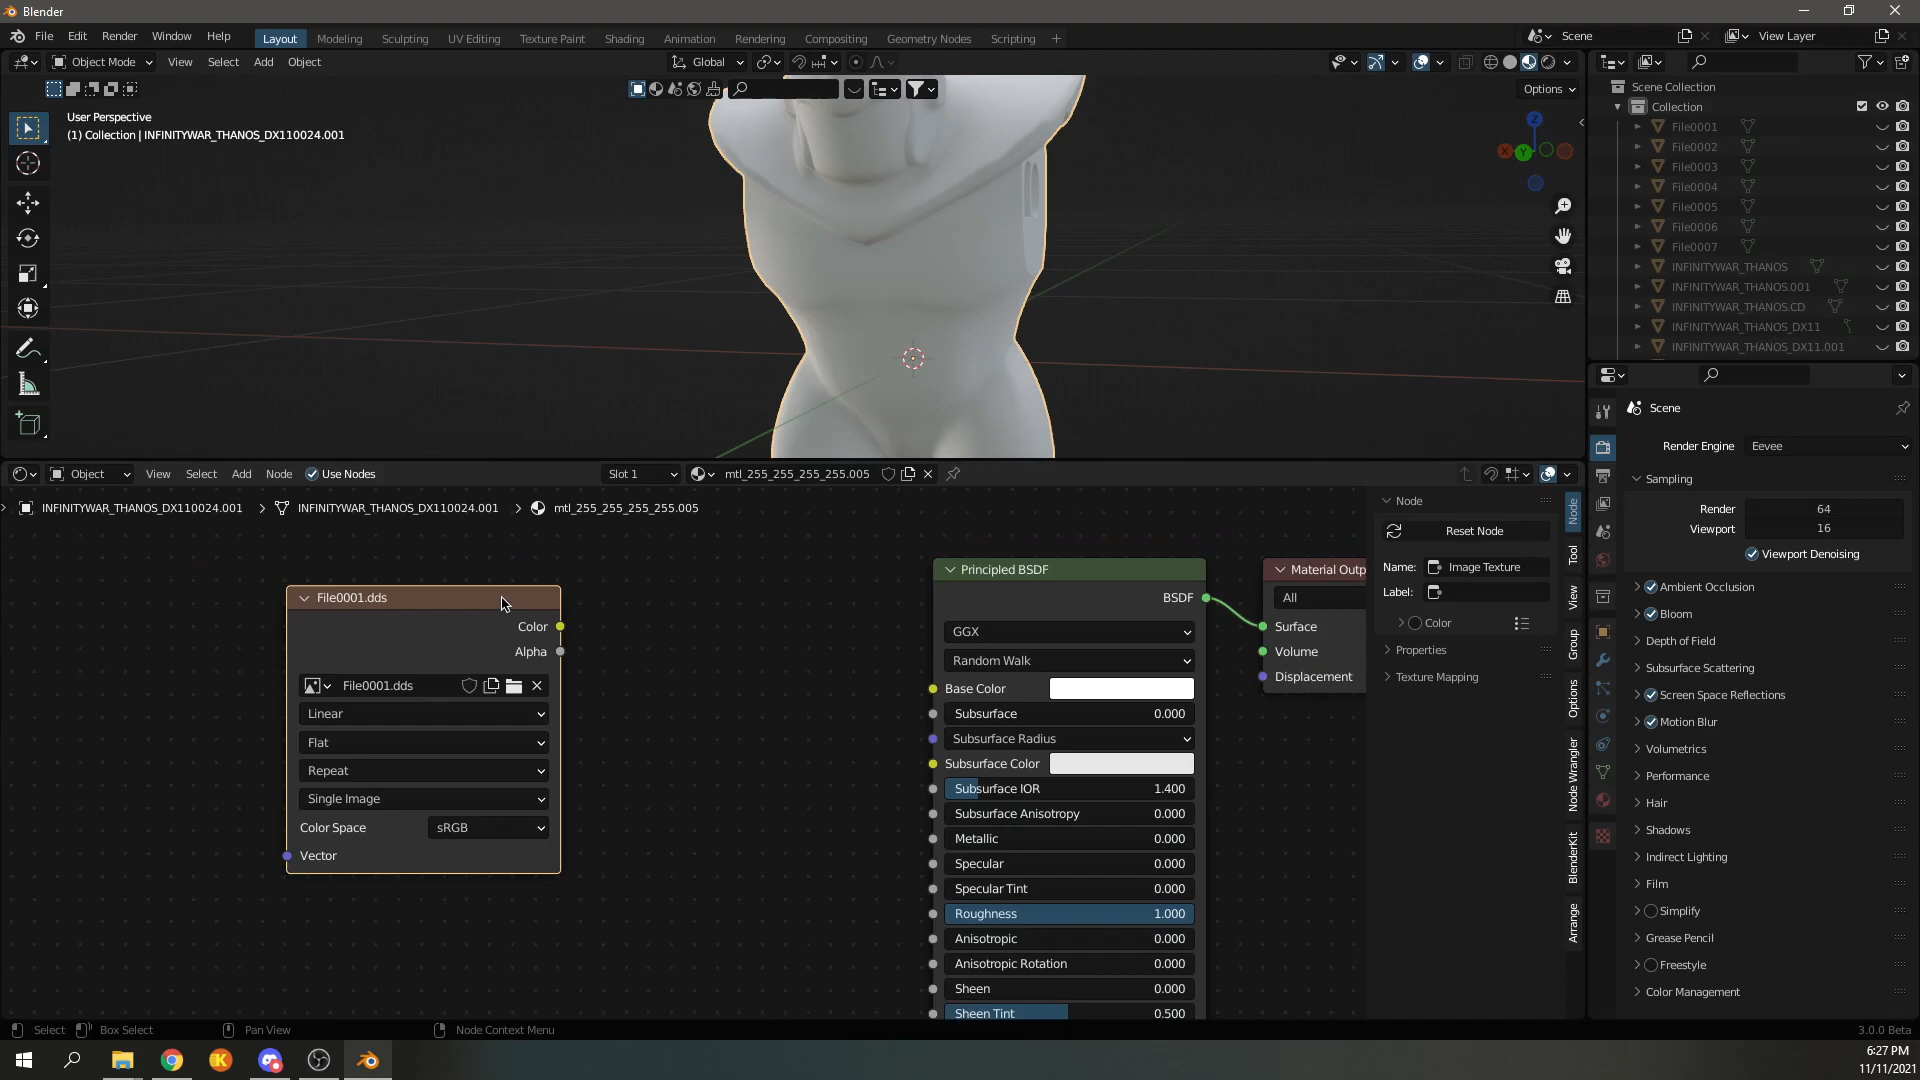 Blender
File Edit Render Window Help
Layout Modeling Sculpting UV Editing Texture Paint Shading Animation Rendering Compositing Geometry Nodes Scripting +
Scene
View Layer
Object Mode View Select Add Object
Global
Options
User Perspective
(1) Collection | INFINITYWAR_THANOS_DX110024.001
Z
X
Y
Scene Collection
Collection
File0001
File0002
File0003
File0004
File0005
File0006
File0007
INFINITYWAR_THANOS
INFINITYWAR_THANOS.001
INFINITYWAR_THANOS.CD
INFINITYWAR_THANOS_DX11
INFINITYWAR_THANOS_DX11.001
Scene
Render Engine Eevee
Sampling
Render 64
Viewport 16
Viewport Denoising
Ambient Occlusion
Bloom
Depth of Field
Subsurface Scattering
Screen Space Reflections
Motion Blur
Volumetrics
Performance
Hair
Shadows
Indirect Lighting
Film
Simplify
Grease Pencil
Freestyle
Color Management
Object View Select Add Node Use Nodes
Slot 1
mtl_255_255_255_255.005
INFINITYWAR_THANOS_DX110024.001 > INFINITYWAR_THANOS_DX110024.001 > mtl_255_255_255_255.005
File0001.dds
Color
Alpha
File0001.dds
Linear
Flat
Repeat
Single Image
Color Space sRGB
Vector
Principled BSDF
BSDF
GGX
Random Walk
Base Color
Subsurface 0.000
Subsurface Radius
Subsurface Color
Subsurface IOR 1.400
Subsurface Anisotropy 0.000
Metallic 0.000
Specular 0.000
Specular Tint 0.000
Roughness 1.000
Anisotropic 0.000
Anisotropic Rotation 0.000
Sheen 0.000
Sheen Tint 0.500
Material Outp
All
Surface
Volume
Displacement
Node
Reset Node
Name: Image Texture
Label:
Color
Properties
Texture Mapping
Node
Tool
View
Group
Options
Node Wrangler
BlenderKit
Arrange
Select Box Select Pan View Node Context Menu
3.0.0 Beta
6:27 PM
11/11/2021